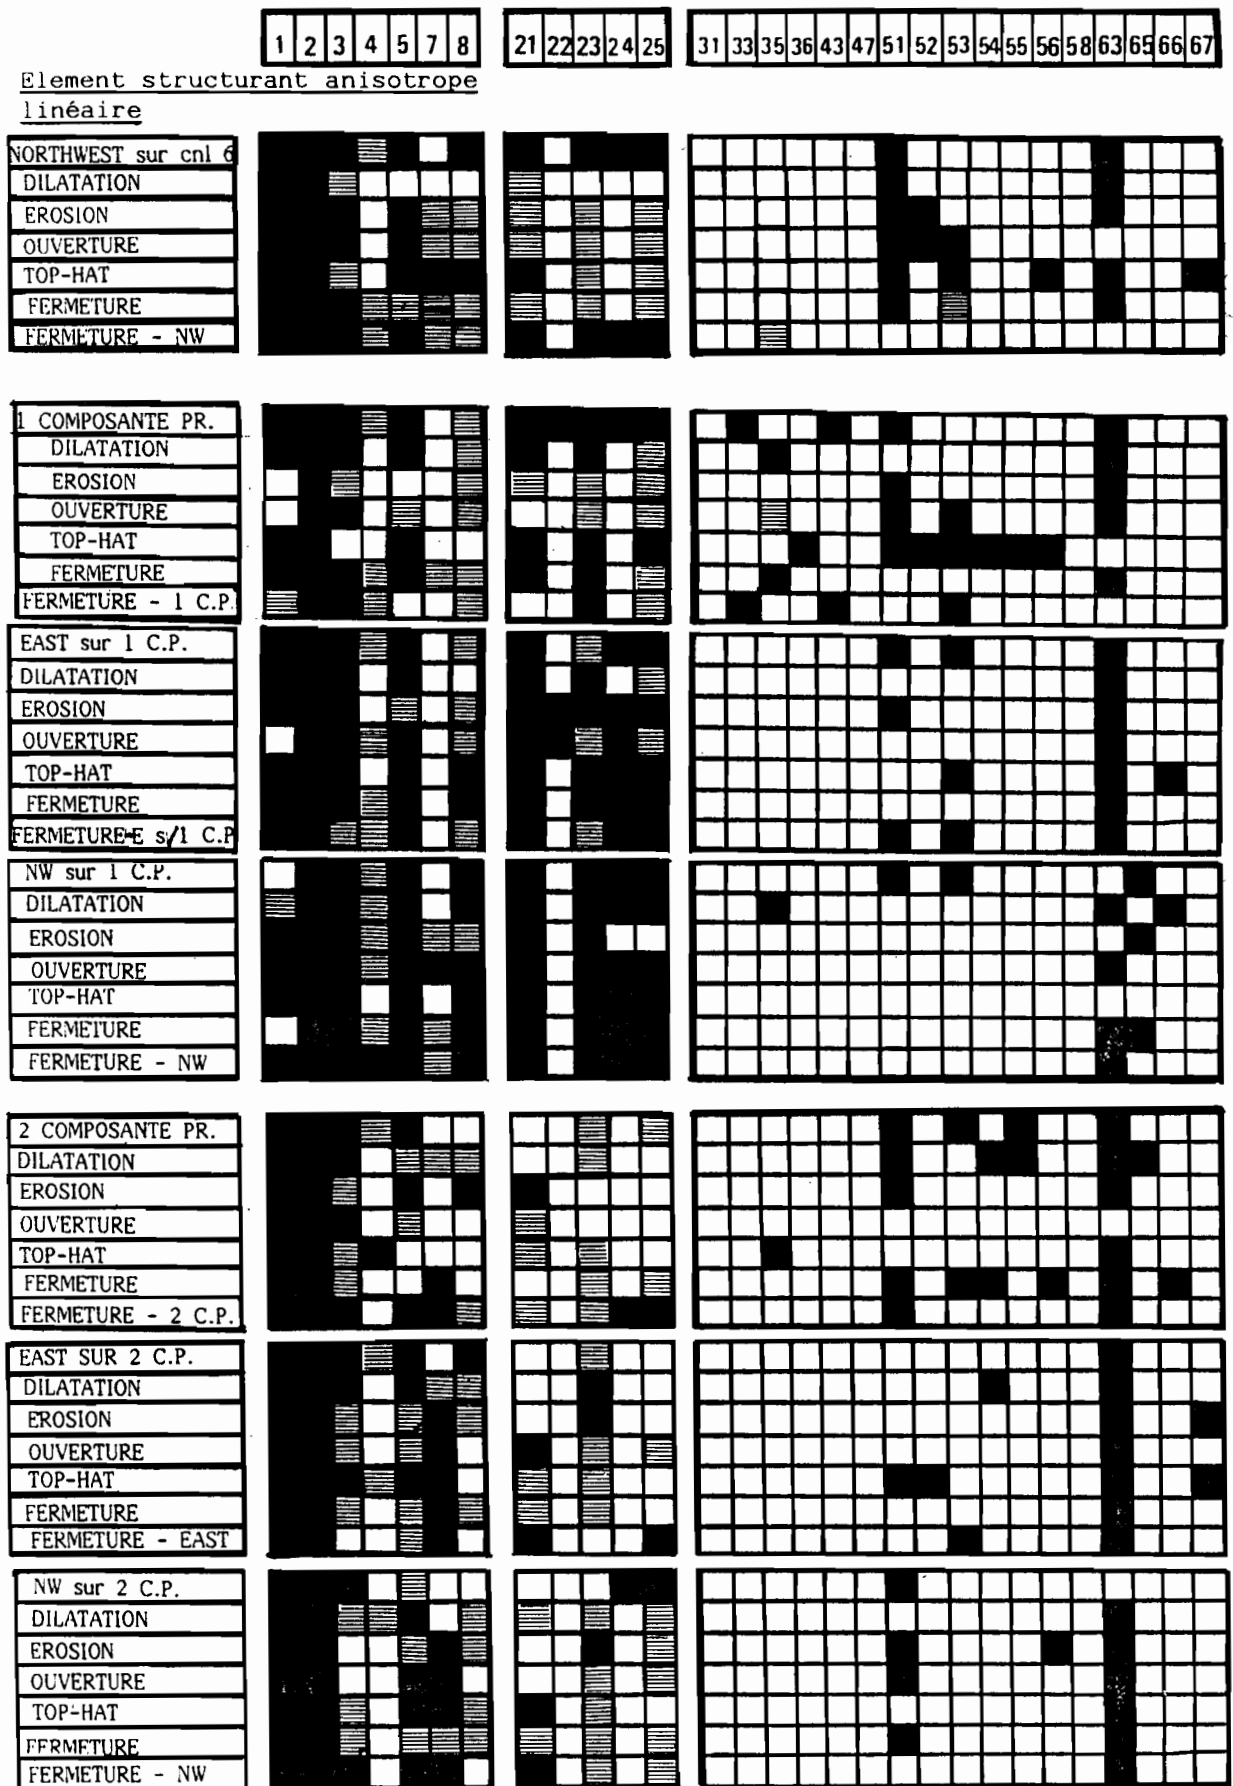 1 2 3 4 5 7 8 21 22 23 24 25 31 33 35 36 43 47 51 52 53 54 55 56 58 63 65 66 67
Element structurant anisotrope
linéaire
NORTHWEST sur cnl 6
DILATATION
EROSION
OUVERTURE
TOP-HAT
FERMETURE
FERMETURE - NW
1 COMPOSANTE PR.
DILATATION
EROSION
OUVERTURE
TOP-HAT
FERMETURE
FERMETURE - 1 C.P.
EAST sur 1 C.P.
DILATATION
EROSION
OUVERTURE
TOP-HAT
FERMETURE
FERMETURE-E s/1 C.P
NW sur 1 C.P.
DILATATION
EROSION
OUVERTURE
TOP-HAT
FERMETURE
FERMETURE - NW
2 COMPOSANTE PR.
DILATATION
EROSION
OUVERTURE
TOP-HAT
FERMETURE
FERMETURE - 2 C.P.
EAST SUR 2 C.P.
DILATATION
EROSION
OUVERTURE
TOP-HAT
FERMETURE
FERMETURE - EAST
NW sur 2 C.P.
DILATATION
EROSION
OUVERTURE
TOP-HAT
FERMETURE
FERMETURE - NW